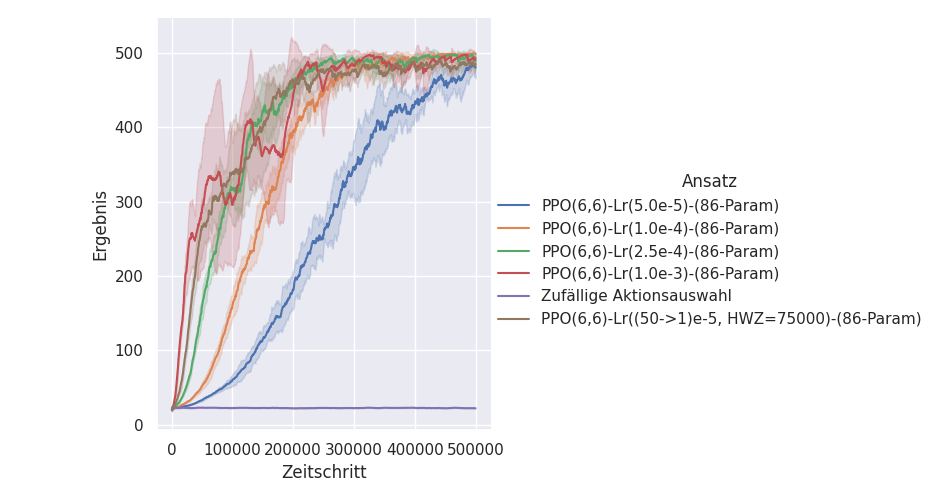 500
400
300
200
100
0
Ergebnis
0
100000
200000
300000
400000
500000
Zeitschritt
Ansatz
PPO(6,6)-Lr(5.0e-5)-(86-Param)
PPO(6,6)-Lr(1.0e-4)-(86-Param)
PPO(6,6)-Lr(2.5e-4)-(86-Param)
PPO(6,6)-Lr(1.0e-3)-(86-Param)
Zufällige Aktionsauswahl
PPO(6,6)-Lr((50->1)e-5, HWZ=75000)-(86-Param)